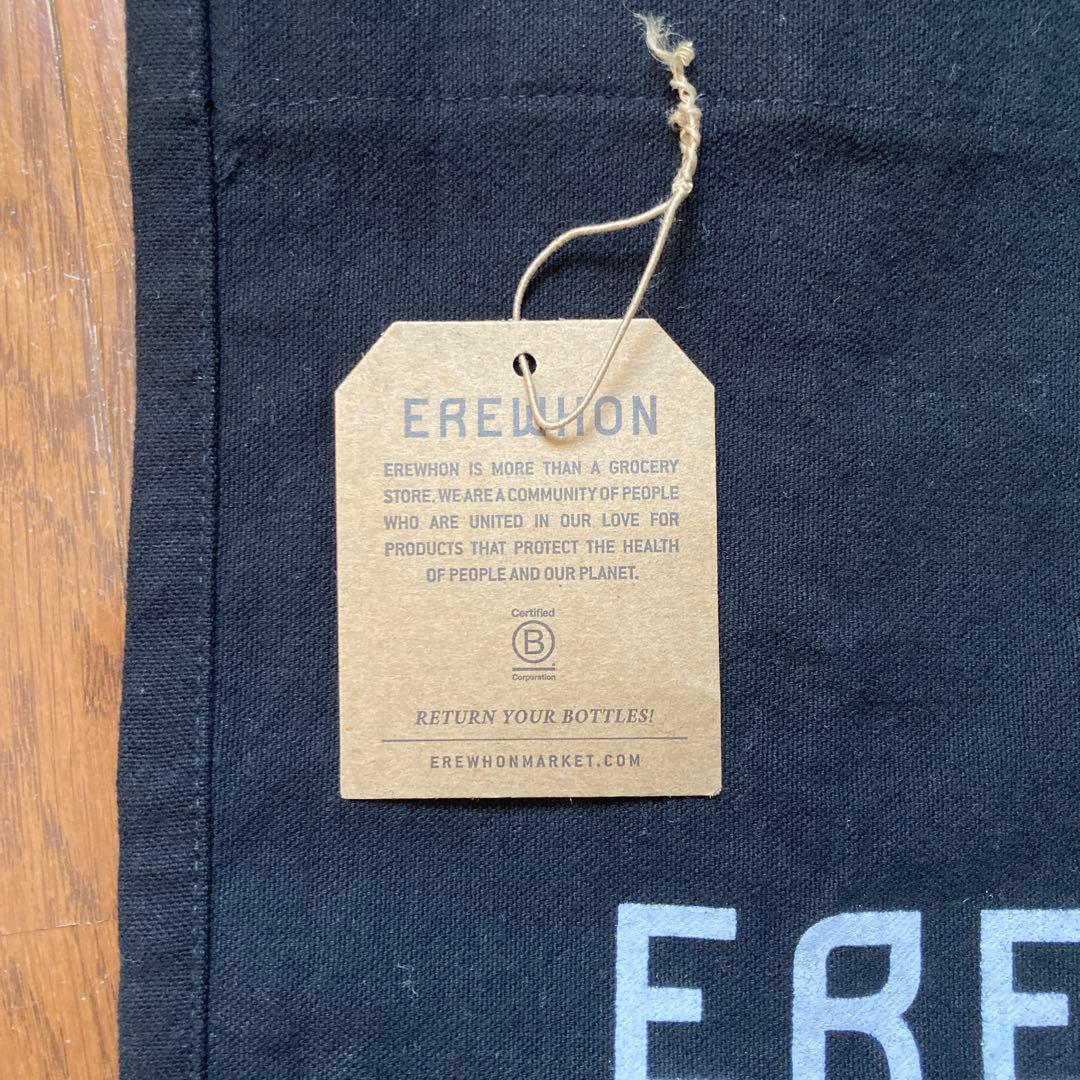 EREWHON
EREWHON IS MORE THAN A GROCERY
STORE. WE ARE A COMMUNITY OF PEOPLE
WHO ARE UNITED IN OUR LOVE FOR
PRODUCTS THAT PROTECT THE HEALTH
OF PEOPLE AND OUR PLANET.
Certified
B
Corporation
RETURN YOUR BOTTLES!
EREWHONMARKET.COM
ERE